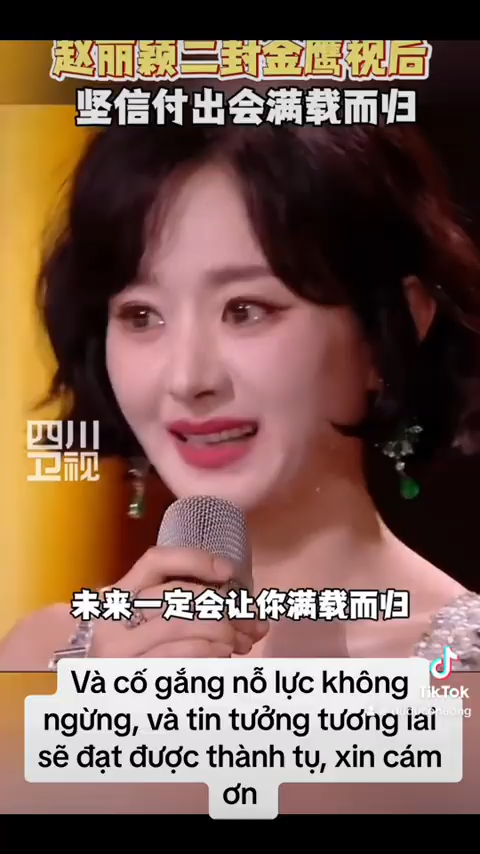 赵丽颖二封金鹰视后
坚信付出会满载而归
四川
卫视
未来一定会让你满载而归
TikTok
Và cố gắng nỗ lực không
ngừng, và tin tưởng tương lai
sẽ đạt được thành tụ, xin cám
ơn